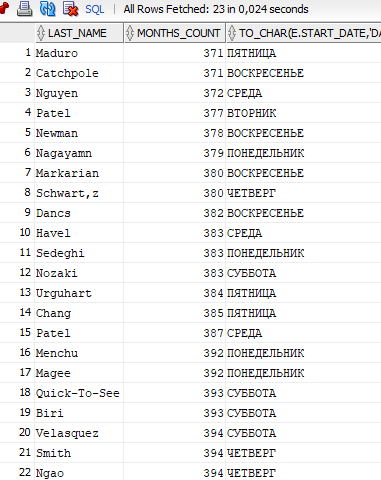 SQL | All Rows Fetched: 23 in 0,024 seconds
LAST_NAME MONTHS_COUNT TO_CHAR(E.START_DATE,'DA
1 Maduro 371 ПЯТНИЦА
2 Catchpole 371 ВОСКРЕСЕНЬЕ
3 Nguyen 372 СРЕДА
4 Patel 377 ВТОРНИК
5 Newman 378 ВОСКРЕСЕНЬЕ
6 Nagayamn 379 ПОНЕДЕЛЬНИК
7 Markarian 380 ВОСКРЕСЕНЬЕ
8 Schwart,z 380 ЧЕТВЕРГ
9 Dancs 382 ВОСКРЕСЕНЬЕ
10 Havel 383 СРЕДА
11 Sedeghi 383 ПОНЕДЕЛЬНИК
12 Nozaki 383 СУББОТА
13 Urguhart 384 ПЯТНИЦА
14 Chang 385 ПЯТНИЦА
15 Patel 387 СРЕДА
16 Menchu 392 ПОНЕДЕЛЬНИК
17 Magee 392 ПОНЕДЕЛЬНИК
18 Quick-To-See 393 СУББОТА
19 Biri 393 СУББОТА
20 Velasquez 394 СУББОТА
21 Smith 394 ЧЕТВЕРГ
22 Ngao 394 ЧЕТВЕРГ